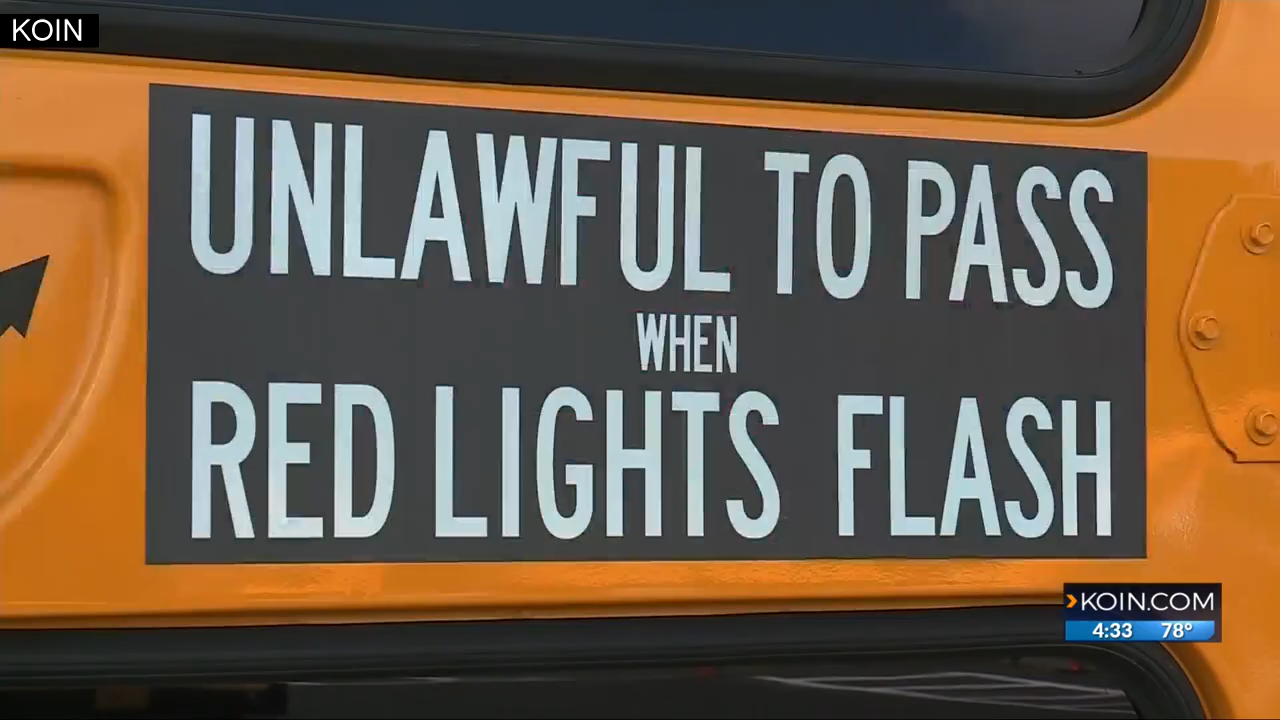 KOIN
UNLAWFUL TO PASS
WHEN
RED LIGHTS FLASH
KOIN.COM
4:33 78°